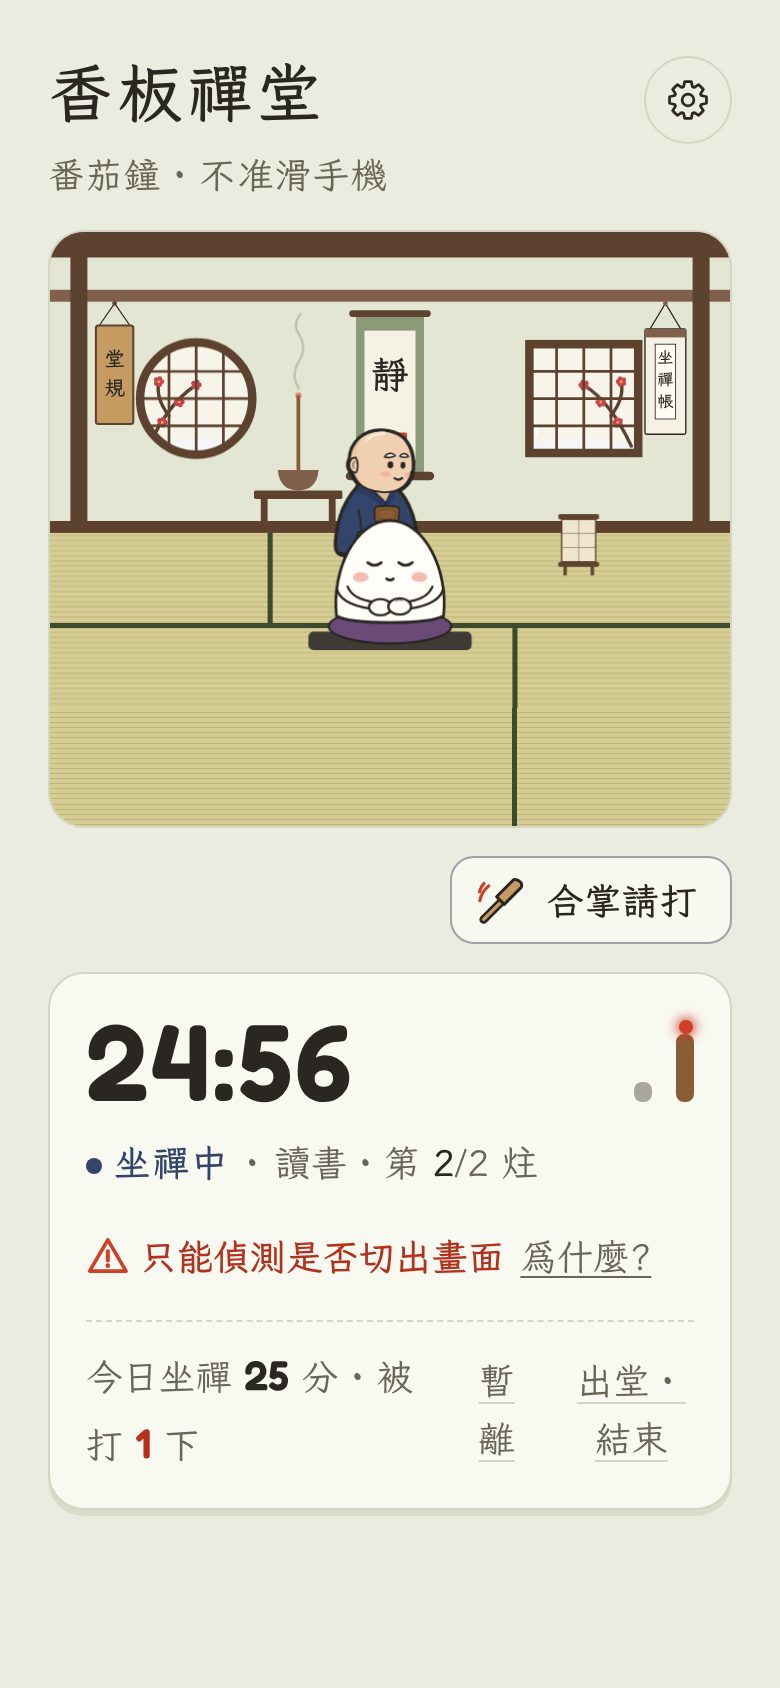 香板禪堂
番茄鐘・不准滑手機
堂規
靜
坐禪帳
合掌請打
24:56
坐禪中・讀書・第 2/2 炷
只能偵測是否切出畫面 為什麼?
今日坐禪 25 分・被
打 1 下
暫
離
出堂・
結束